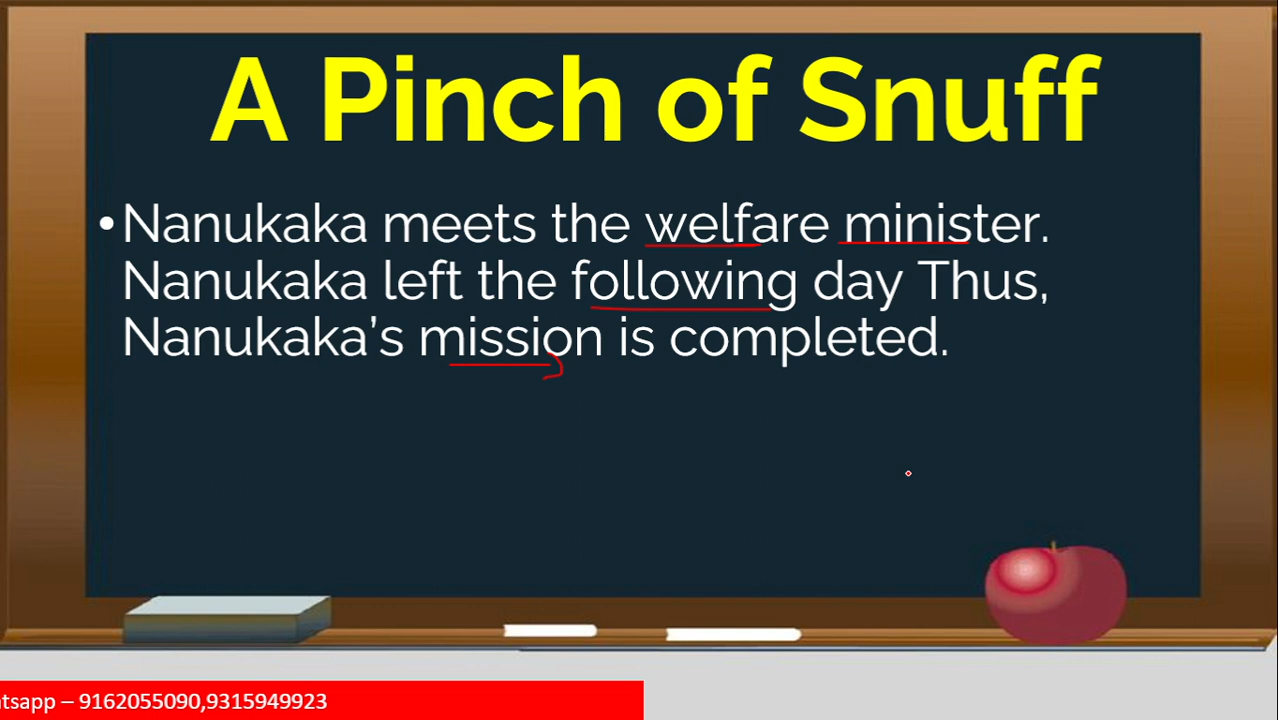 A Pinch of Snuff
•Nanukaka meets the welfare minister.
Nanukaka left the following day Thus,
Nanukaka’s mission is completed.
atsapp – 9162055090,9315949923